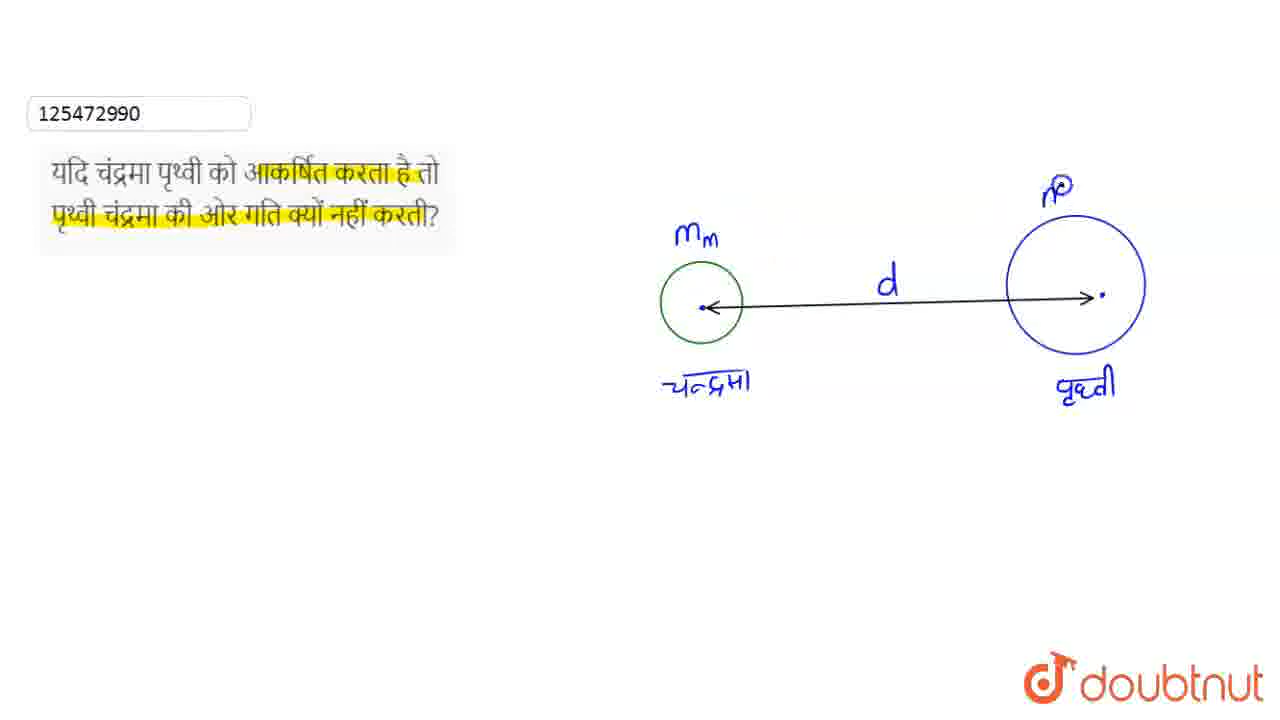 125472990
यदि चंद्रमा पृथ्वी को आकर्षित करता है तो
पृथ्वी चंद्रमा की ओर गति क्यों नहीं करती?
mₘ
d
चन्द्रमा
पृथ्वी
doubtnut